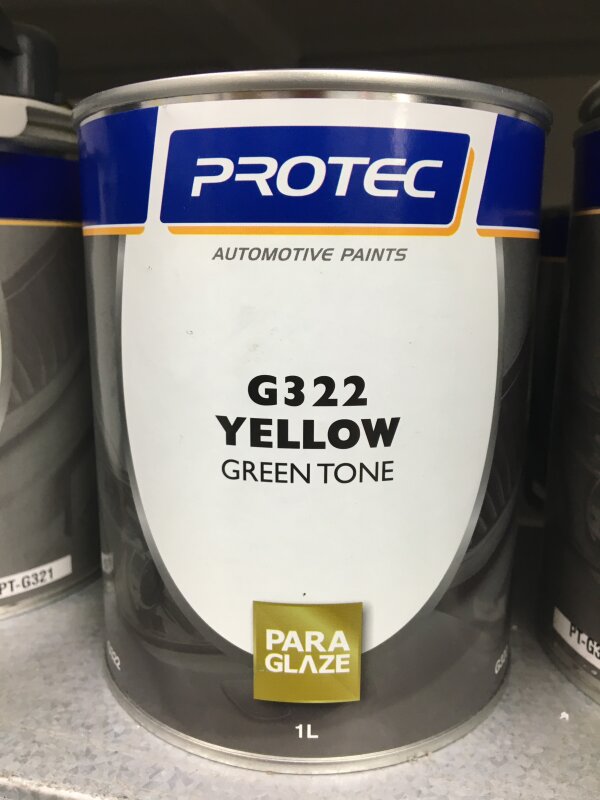 PROTEC
AUTOMOTIVE PAINTS
G322
YELLOW
GREEN TONE
PARA
GLAZE
1L
PT-G321